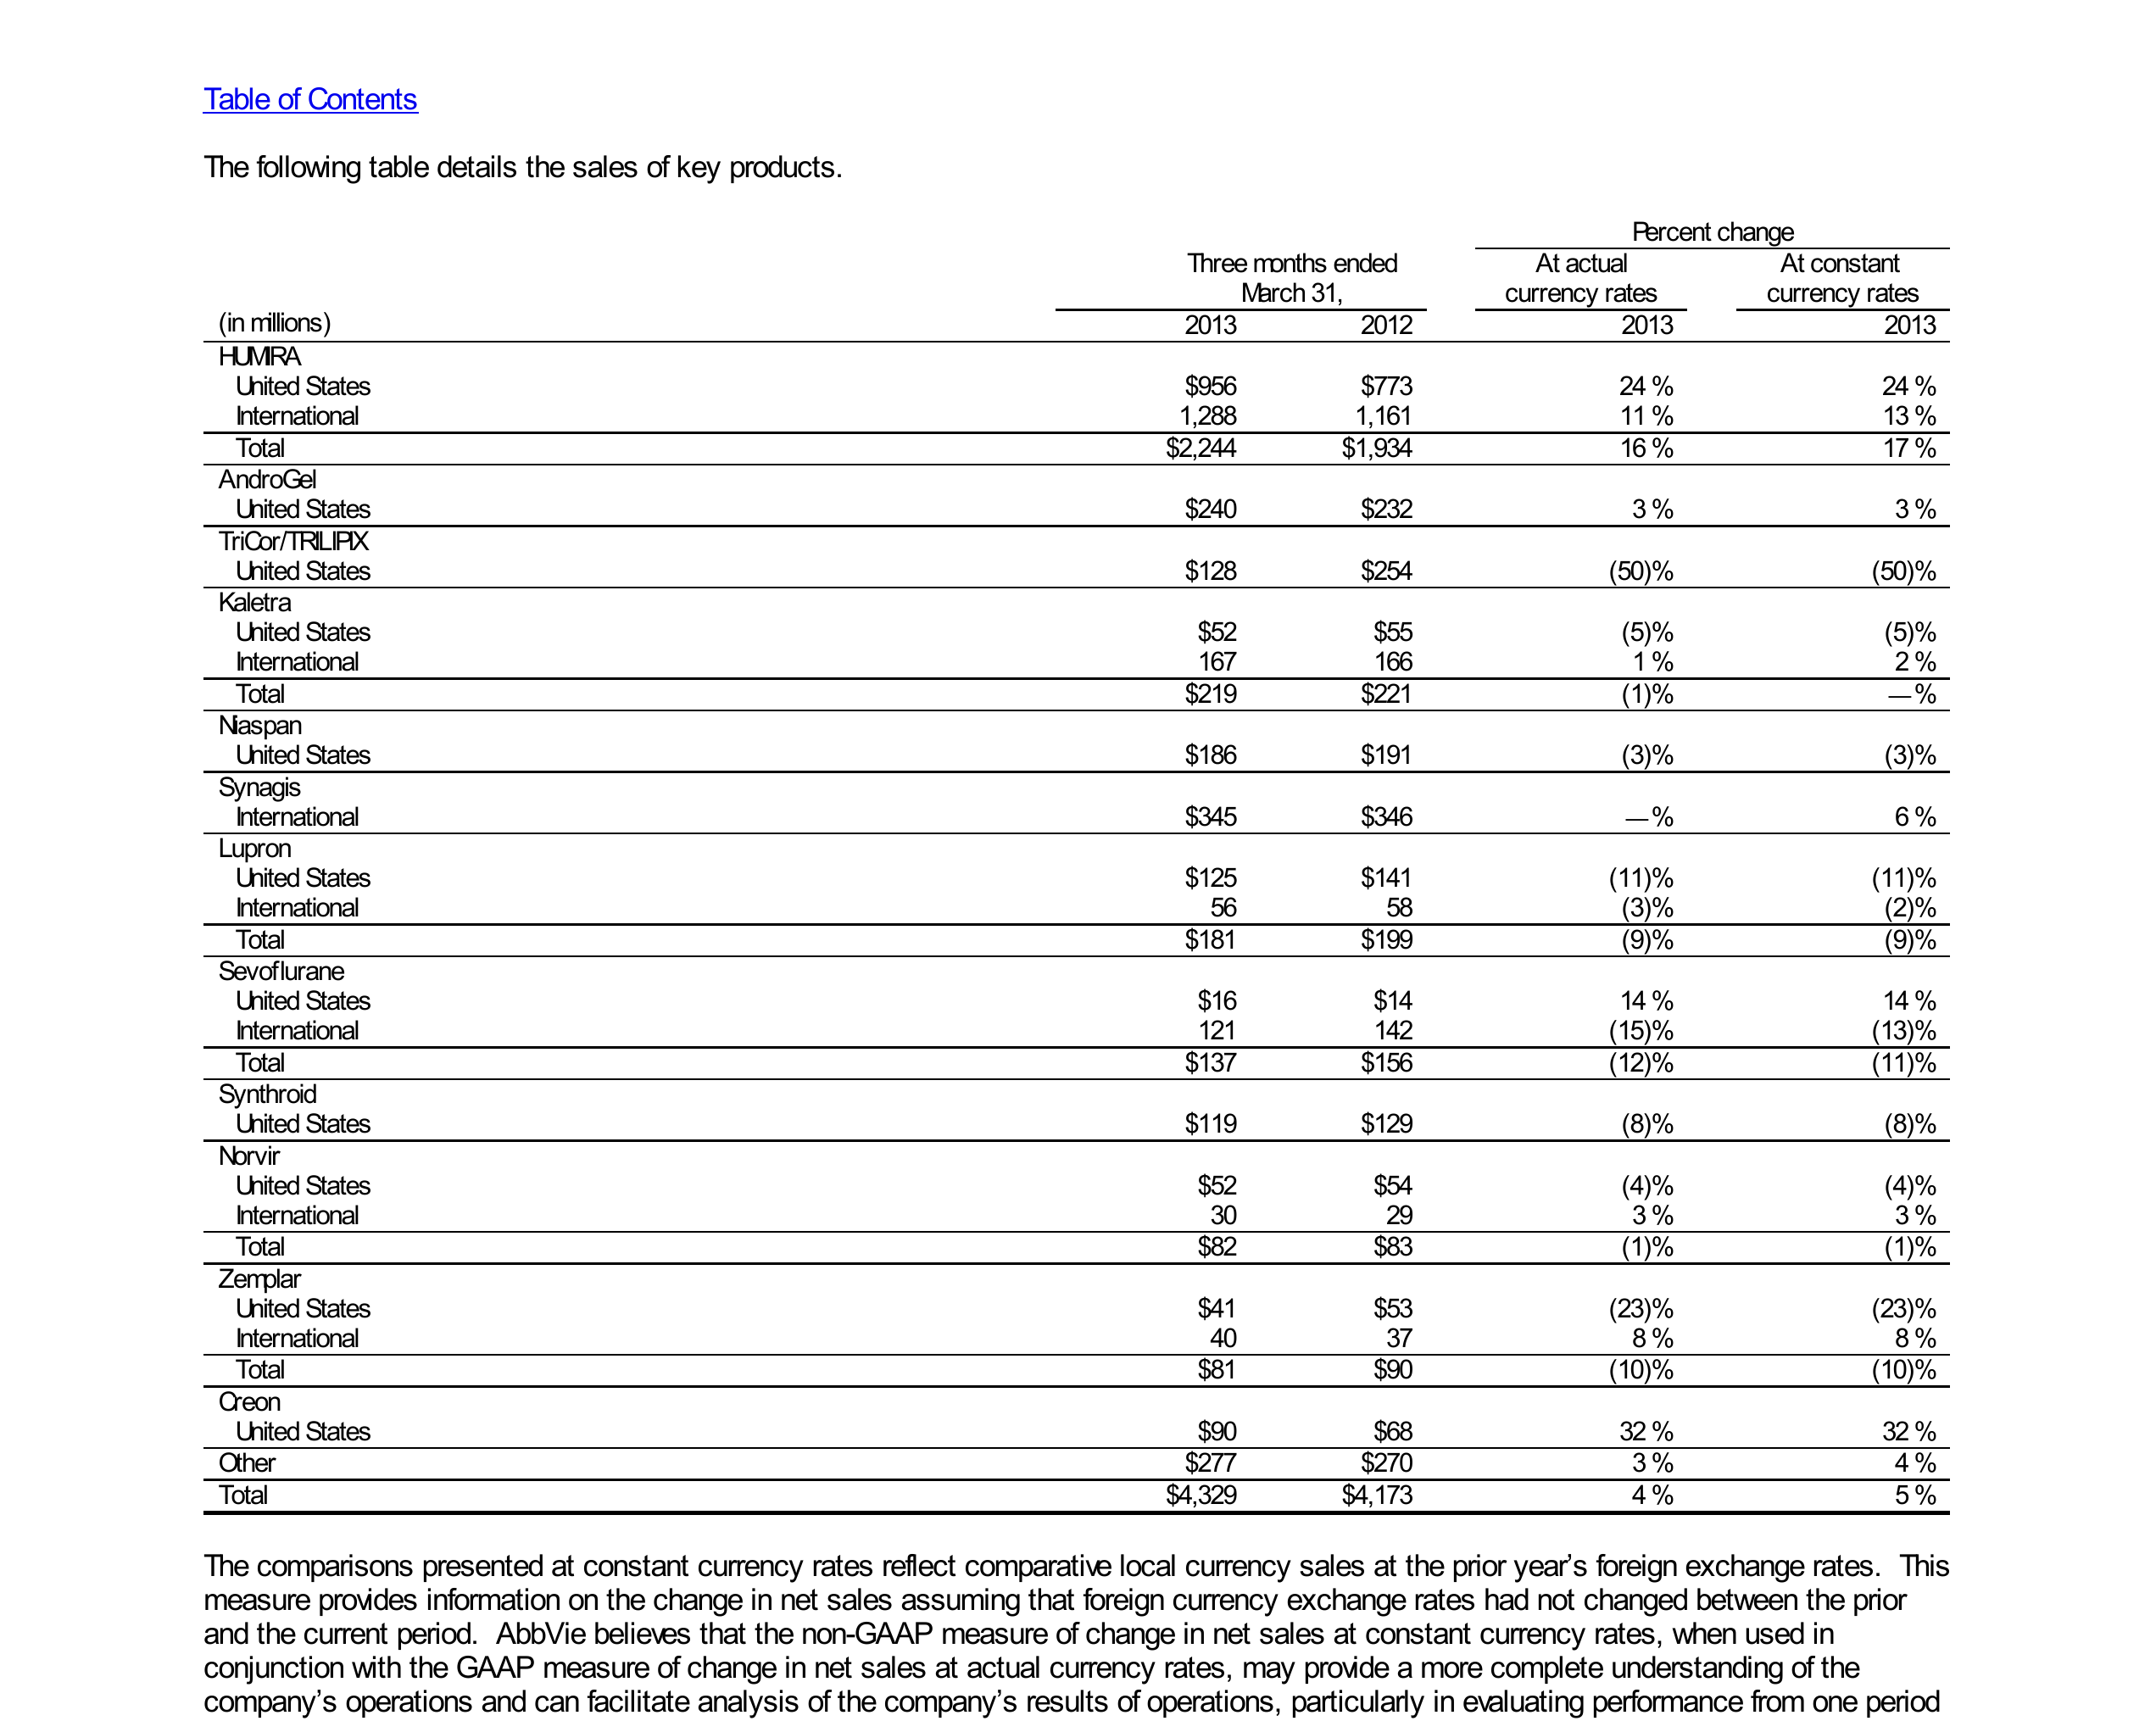 Table of Contents
The following table details the sales of key products.
Percent change
Three months ended At actual At constant
March 31, currency rates currency rates
(in millions) 2013 2012 2013 2013
HUMIRA
United States $956 $773 24 % 24 %
International 1,288 1,161 11 % 13 %
Total $2,244 $1,934 16 % 17 %
AndroGel
United States $240 $232 3 % 3 %
TriCor/TRILIPIX
United States $128 $254 (50)% (50)%
Kaletra
United States $52 $55 (5)% (5)%
International 167 166 1 % 2 %
Total $219 $221 (1)% —%
Niaspan
United States $186 $191 (3)% (3)%
Synagis
International $345 $346 —% 6 %
Lupron
United States $125 $141 (11)% (11)%
International 56 58 (3)% (2)%
Total $181 $199 (9)% (9)%
Sevoflurane
United States $16 $14 14 % 14 %
International 121 142 (15)% (13)%
Total $137 $156 (12)% (11)%
Synthroid
United States $119 $129 (8)% (8)%
Norvir
United States $52 $54 (4)% (4)%
International 30 29 3 % 3 %
Total $82 $83 (1)% (1)%
Zemplar
United States $41 $53 (23)% (23)%
International 40 37 8 % 8 %
Total $81 $90 (10)% (10)%
Creon
United States $90 $68 32 % 32 %
Other $277 $270 3 % 4 %
Total $4,329 $4,173 4 % 5 %
The comparisons presented at constant currency rates reflect comparative local currency sales at the prior year’s foreign exchange rates.  This
measure provides information on the change in net sales assuming that foreign currency exchange rates had not changed between the prior
and the current period.  AbbVie believes that the non-GAAP measure of change in net sales at constant currency rates, when used in
conjunction with the GAAP measure of change in net sales at actual currency rates, may provide a more complete understanding of the
company’s operations and can facilitate analysis of the company’s results of operations, particularly in evaluating performance from one period